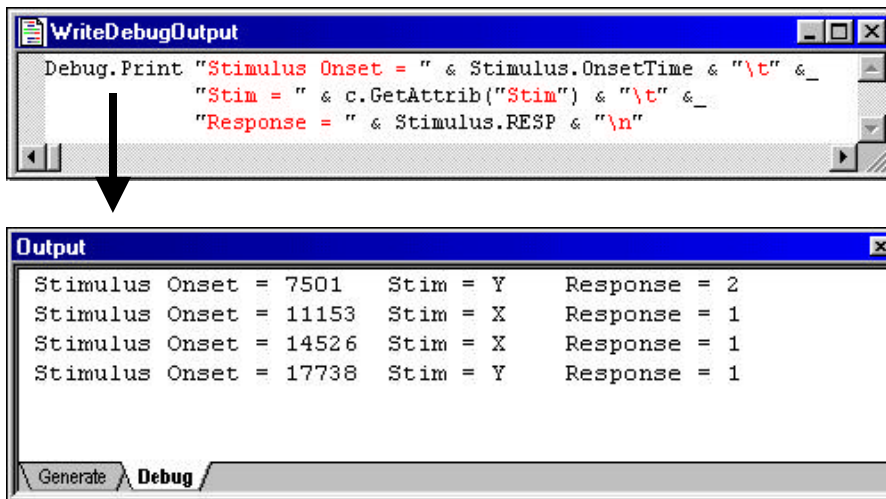 WriteDebugOutput
Debug.Print "Stimulus Onset = " & Stimulus.OnsetTime & "\t" &_
"Stim = " & c.GetAttrib("Stim") & "\t" &_
"Response = " & Stimulus.RESP & "\n"
Output
Stimulus Onset = 7501 Stim = Y Response = 2
Stimulus Onset = 11153 Stim = X Response = 1
Stimulus Onset = 14526 Stim = X Response = 1
Stimulus Onset = 17738 Stim = Y Response = 1
Generate Debug